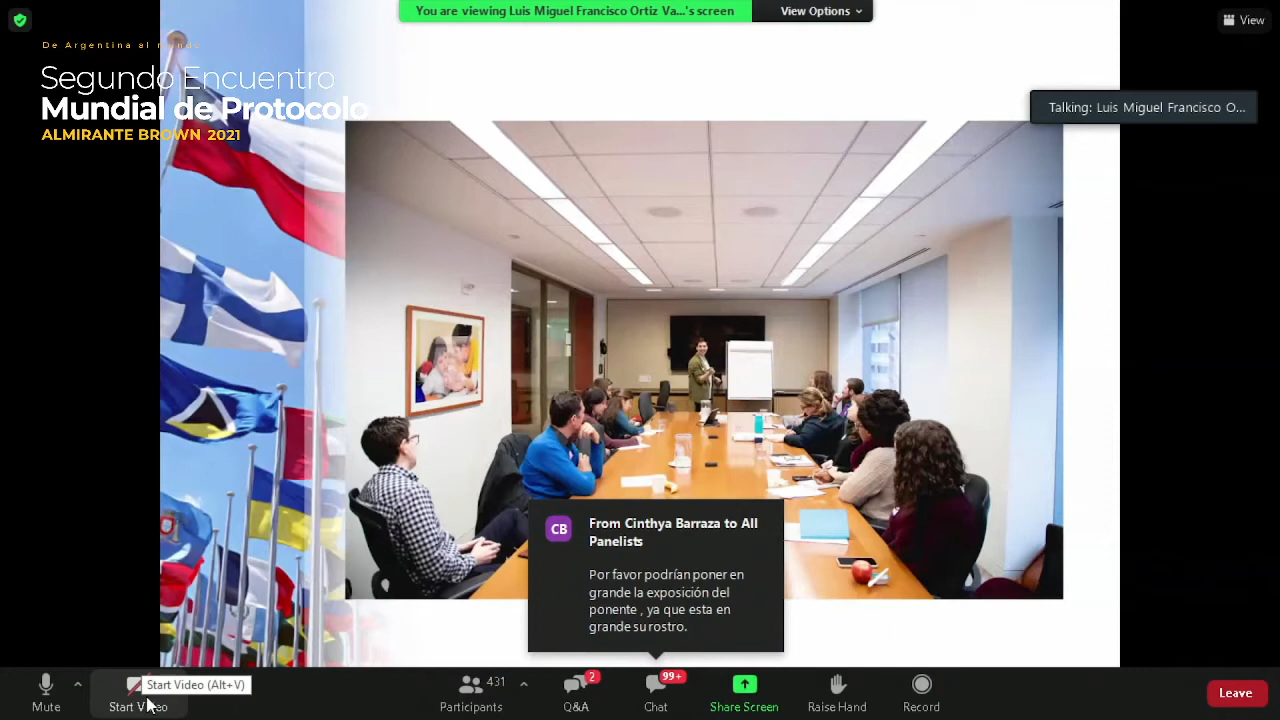 You are viewing Luis Miguel Francisco Ortiz Va...'s screen
View Options
View
De Argentina al mundo
Segundo Encuentro
Mundial de Protocolo
ALMIRANTE BROWN 2021
Talking: Luis Miguel Francisco O...
CB
From Cinthya Barraza to All
Panelists
Por favor podrían poner en
grande la exposición del
ponente , ya que esta en
grande su rostro.
Start Video (Alt+V)
431
2
99+
Mute
Start Video
Participants
Q&A
Chat
Share Screen
Raise Hand
Record
Leave